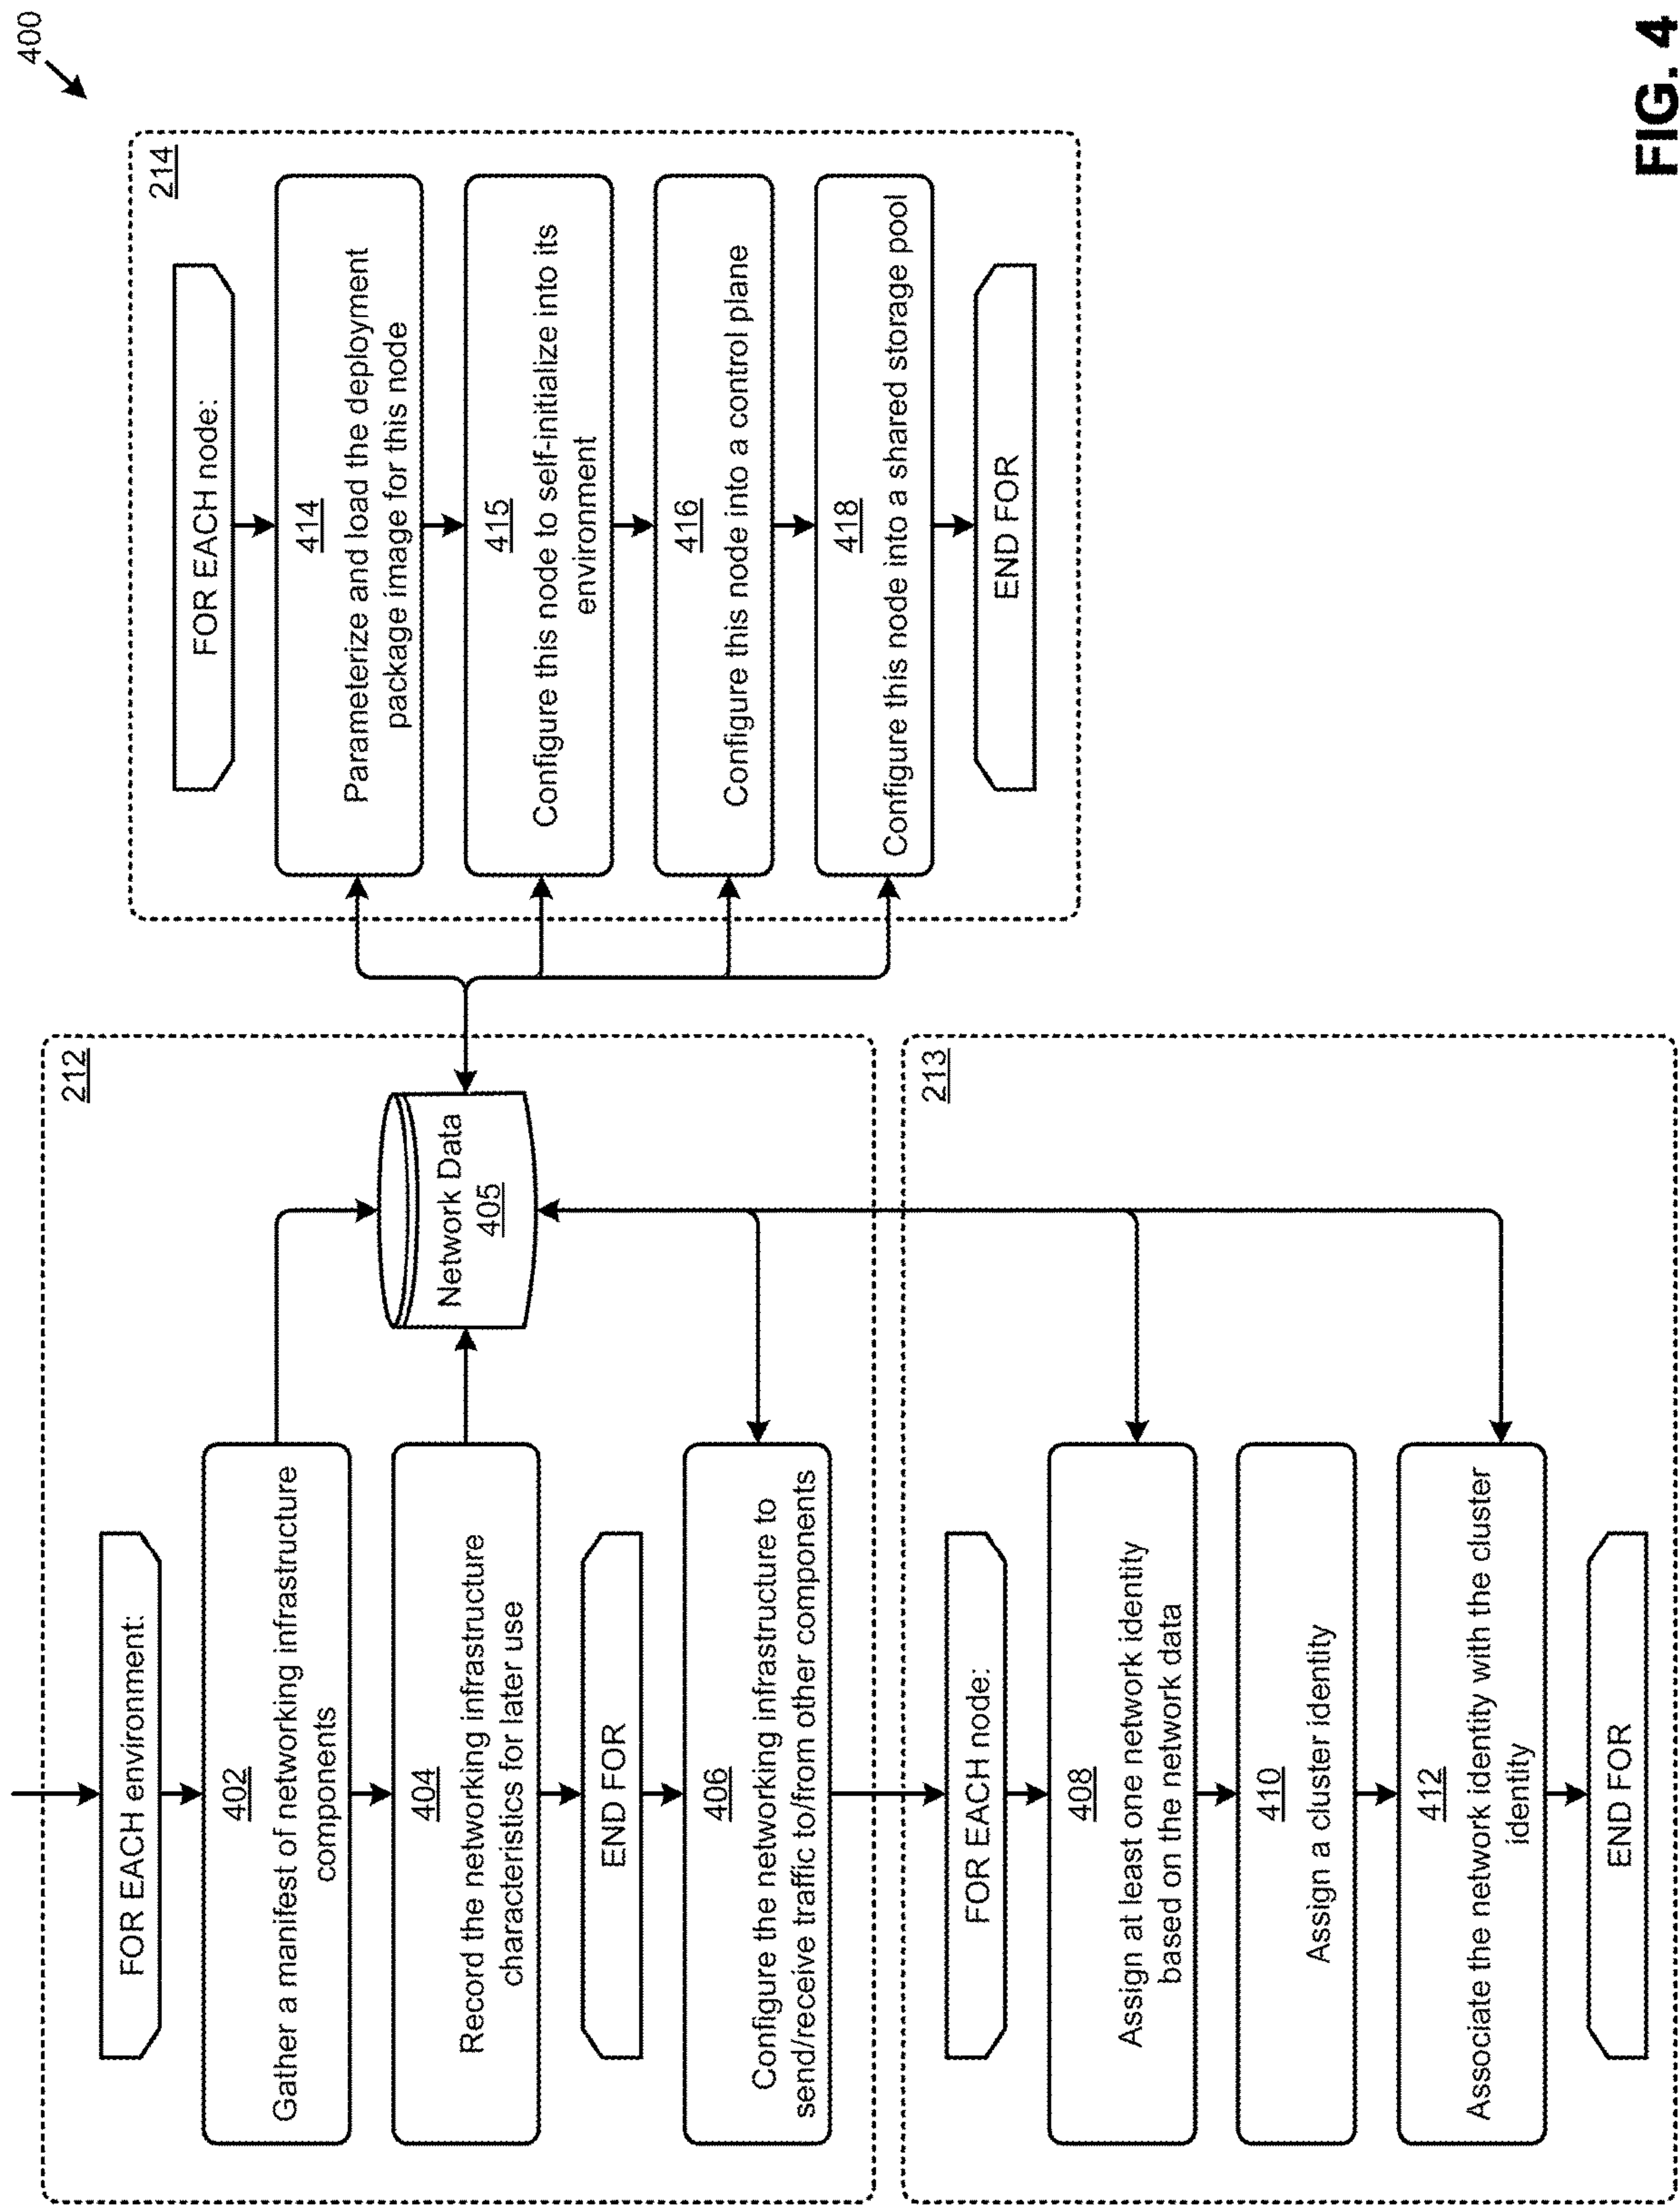 400
212
FOR EACH environment:
402
Gather a manifest of networking infrastructure
components
404
Record the networking infrastructure
characteristics for later use
Network Data
405
END FOR
406
Configure the networking infrastructure to
send/receive traffic to/from other components
213
FOR EACH node:
408
Assign at least one network identity
based on the network data
410
Assign a cluster identity
412
Associate the network identity with the cluster
identity
END FOR
214
FOR EACH node:
414
Parameterize and load the deployment
package image for this node
415
Configure this node to self-initialize into its
environment
416
Configure this node into a control plane
418
Configure this node into a shared storage pool
END FOR
FIG. 4